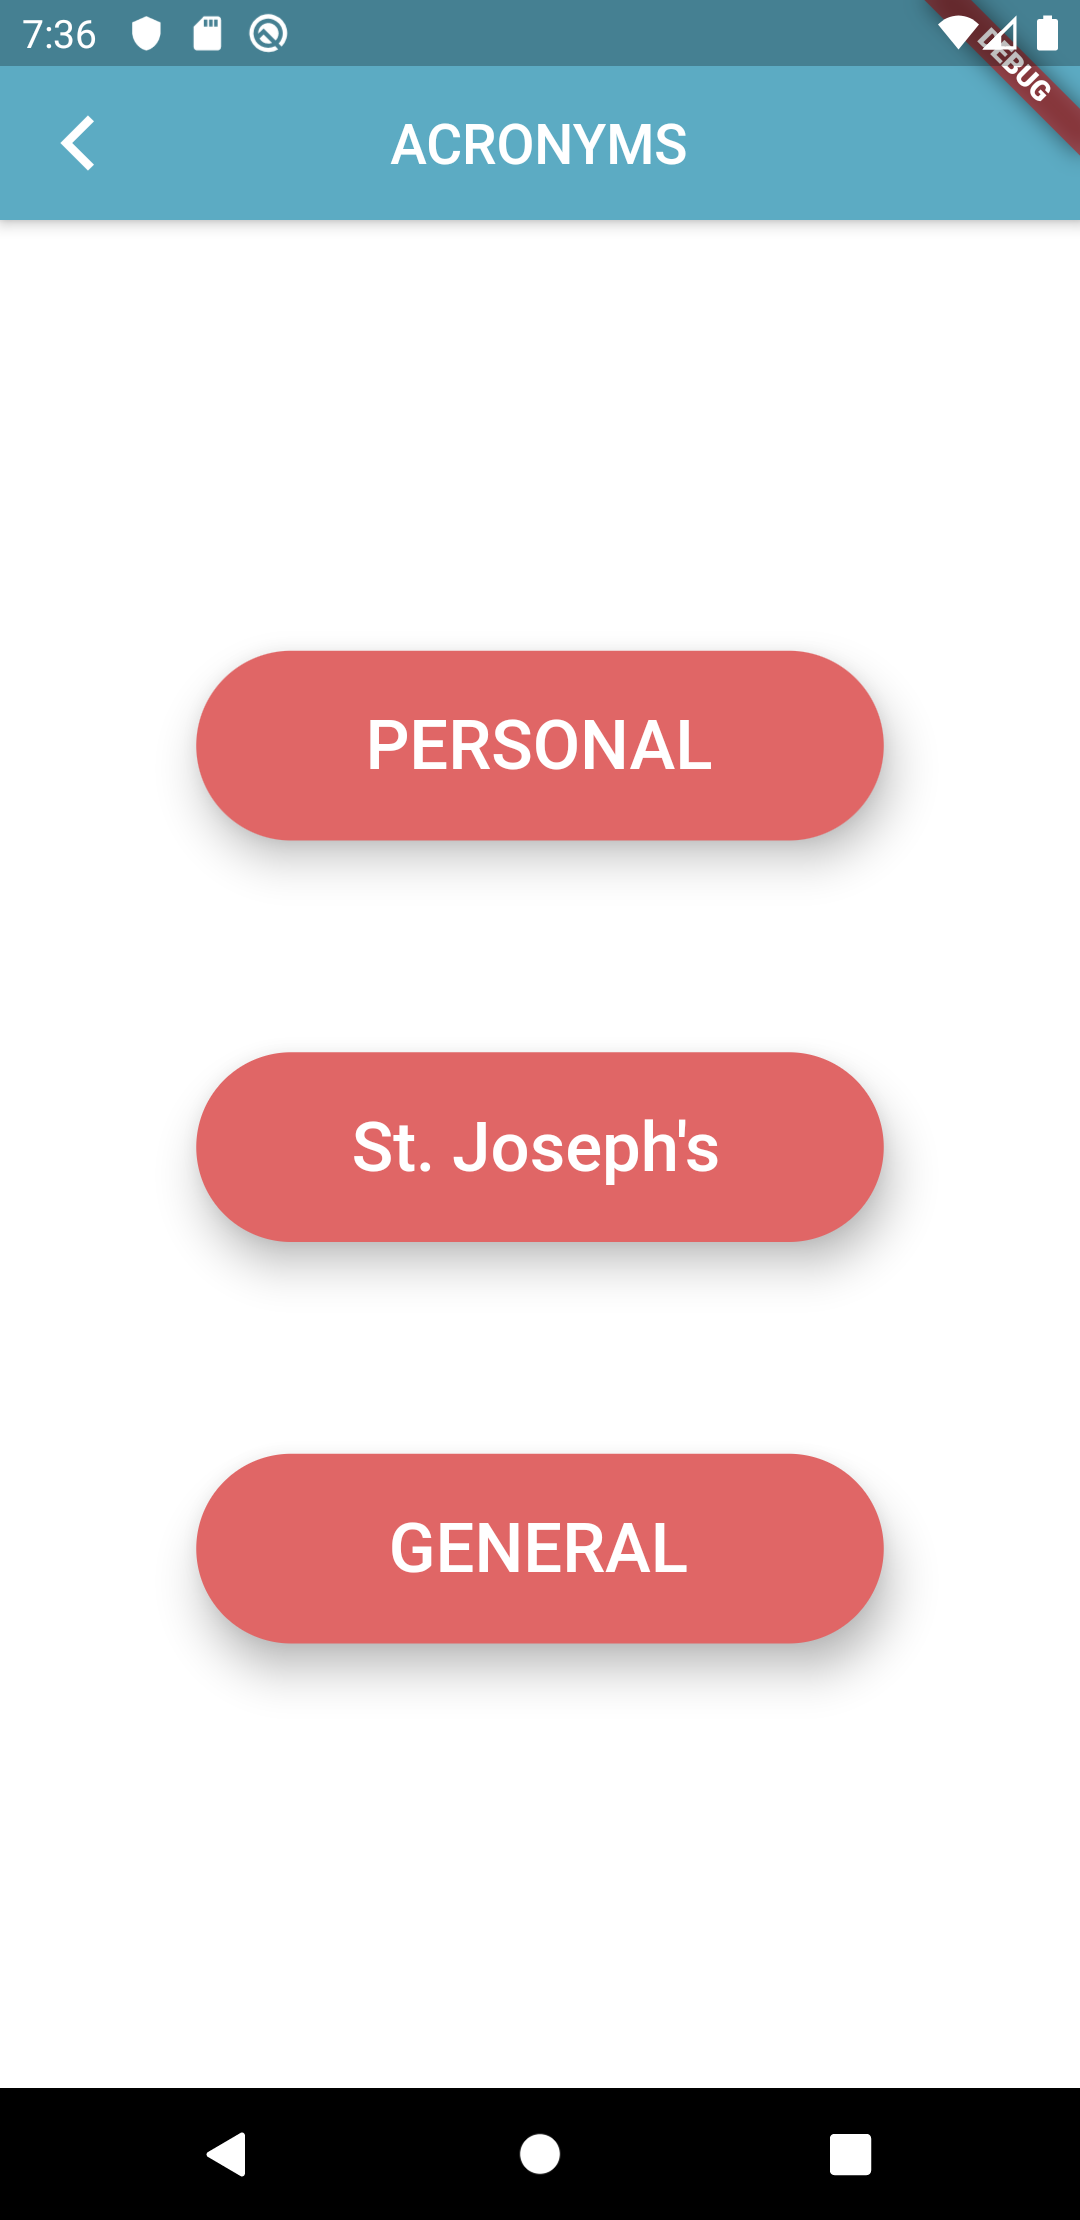 7:36
DEBUG
ACRONYMS
PERSONAL
St. Joseph's
GENERAL